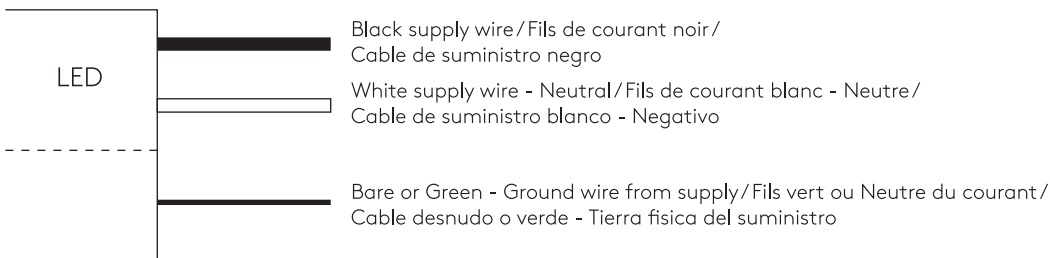 LED
Black supply wire/Fils de courant noir/
Cable de suministro negro
White supply wire - Neutral/Fils de courant blanc - Neutre/
Cable de suministro blanco - Negativo
Bare or Green - Ground wire from supply/Fils vert ou Neutre du courant/
Cable desnudo o verde - Tierra fisica del suministro